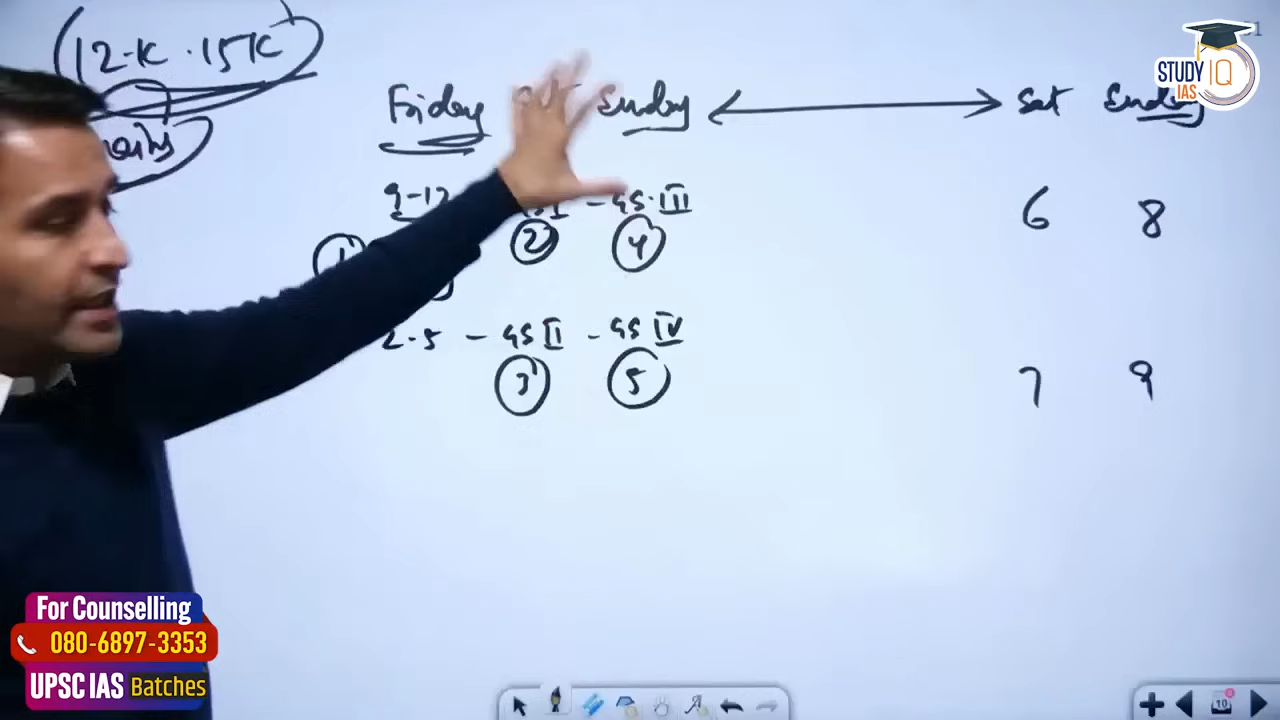 12-K - 15K
Friday Sunday Sat Sunday
9-12 - GS-III 6 8
2 4
2-5 - GS II - GS IV 7 9
3 5
STUDY IQ
IAS
For Counselling
080-6897-3353
UPSC IAS Batches
10